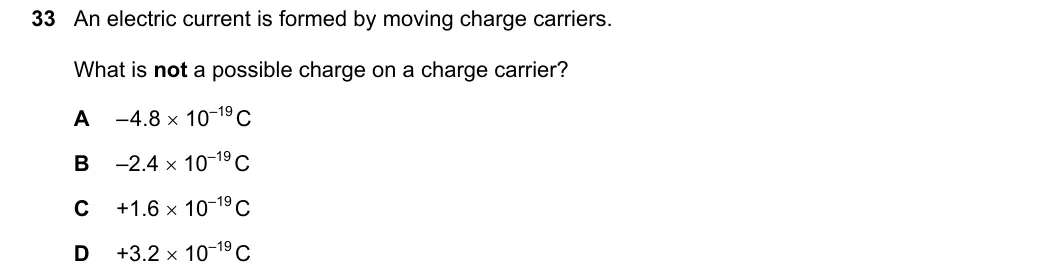 33 An electric current is formed by moving charge carriers.
What is not a possible charge on a charge carrier?
A –4.8 × 10⁻¹⁹ C
B –2.4 × 10⁻¹⁹ C
C +1.6 × 10⁻¹⁹ C
D +3.2 × 10⁻¹⁹ C